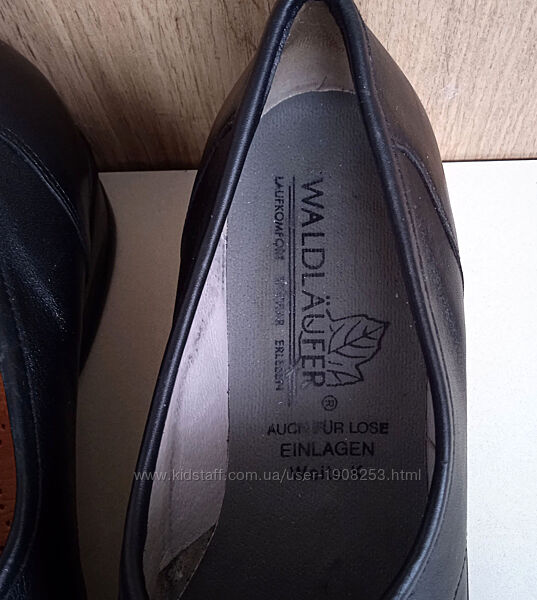 WALDLÄUFER
®
LAUFKOMFORT ERLEBEN
AUCH FÜR LOSE
EINLAGEN
www.kidstaff.com.ua/user-1908253.html